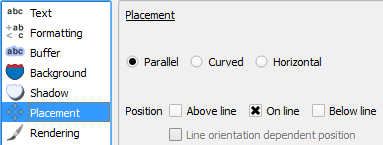 abc Text
+ab < c Formatting
abc Buffer
Background
Shadow
Placement
Rendering
Placement
Parallel Curved Horizontal
Position Above line On line Below line
Line orientation dependent position